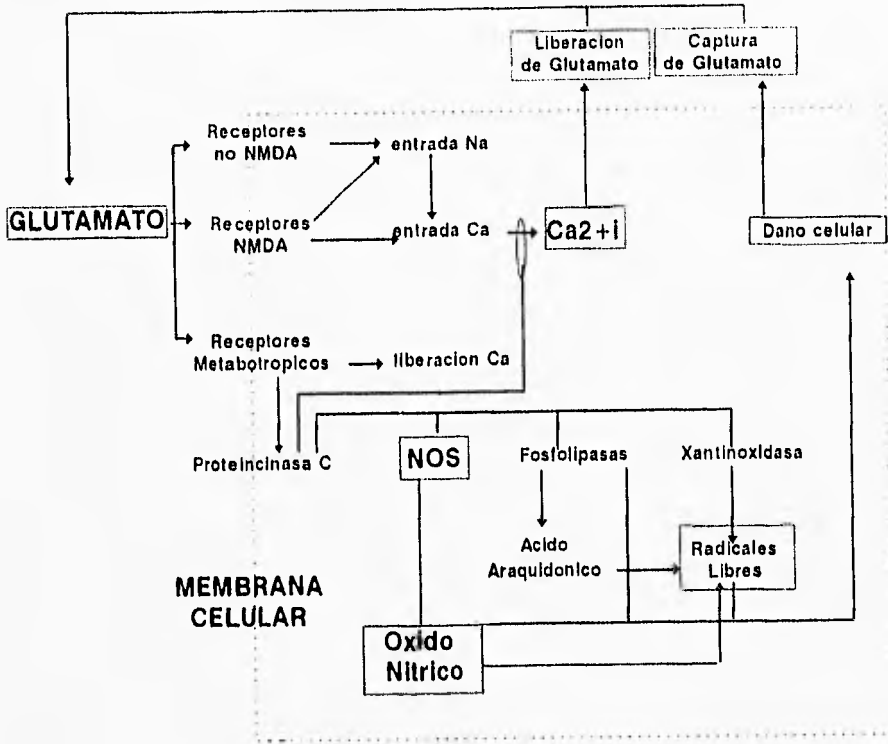 Liberacion
de Glutamato
Captura
de Glutamato
Receptores
no NMDA
entrada Na
GLUTAMATO
Receptores
NMDA
entrada Ca
Ca2+i
Dano celular
Receptores
Metabotropicos
liberacion Ca
Proteincinasa C
NOS
Fosfolipasas
Xantinoxidasa
Acido
Araquidonico
Radicales
Libres
MEMBRANA
CELULAR
Oxido
Nitrico